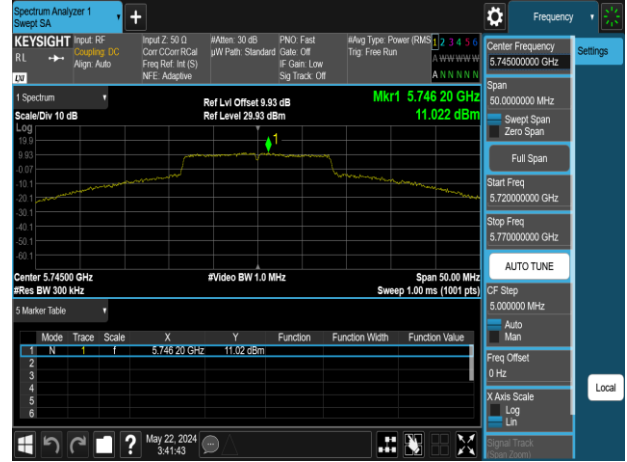 Spectrum Analyzer 1
Swept SA
+
Frequency
KEYSIGHT
RL
LXI
Input: RF
Coupling: DC
Align: Auto
Input Z: 50 Ω
Corr CCorr RCal
Freq Ref: Int (S)
NFE: Adaptive
#Atten: 30 dB
µW Path: Standard
PNO: Fast
Gate: Off
IF Gain: Low
Sig Track: Off
#Avg Type: Power (RMS
Trig: Free Run
1 2 3 4 5 6
A W W W W W
A N N N N N
Center Frequency
5.745000000 GHz
Settings
Span
50.0000000 MHz
Swept Span
Zero Span
Full Span
Start Freq
5.720000000 GHz
Stop Freq
5.770000000 GHz
AUTO TUNE
CF Step
5.000000 MHz
Auto
Man
Freq Offset
0 Hz
X Axis Scale
Log
Lin
Signal Track
(Span Zoom)
Local
1 Spectrum
Scale/Div 10 dB
Ref Lvl Offset 9.93 dB
Ref Level 29.93 dBm
Mkr1 5.746 20 GHz
11.022 dBm
Log
19.9
9.93
-0.07
-10.1
-20.1
-30.1
-40.1
-50.1
-60.1
1
Center 5.74500 GHz
#Res BW 300 kHz
#Video BW 1.0 MHz
Span 50.00 MHz
Sweep 1.00 ms (1001 pts)
5 Marker Table
Mode Trace Scale X Y Function Function Width Function Value
1 N 1 f 5.746 20 GHz 11.02 dBm
2
3
4
5
6
?
May 22, 2024
3:41:43